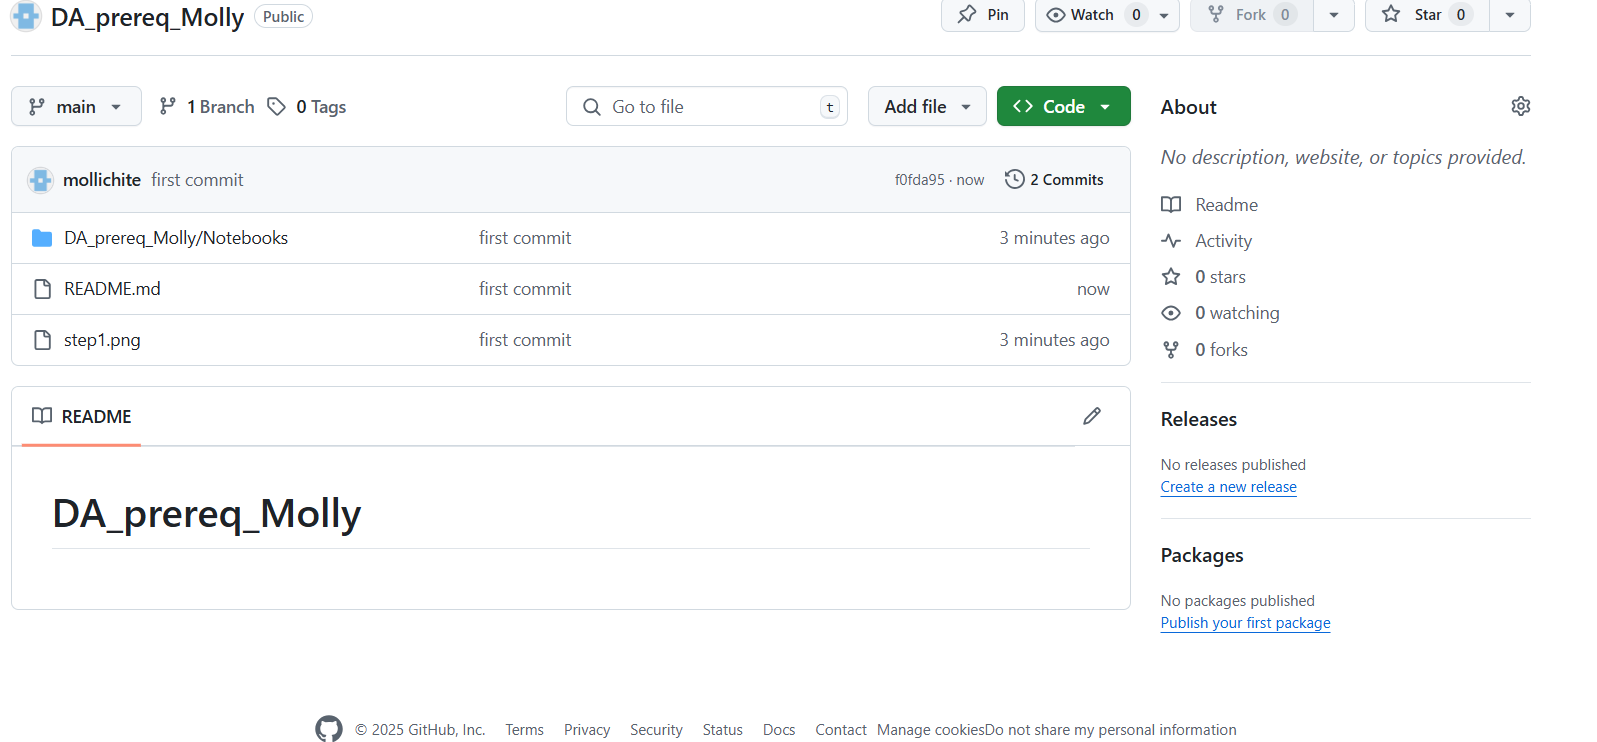 DA_prereq_Molly Public Pin Watch 0 Fork 0 Star 0
main 1 Branch 0 Tags Go to file t Add file Code
mollichite first commit f0fda95 · now 2 Commits
DA_prereq_Molly/Notebooks first commit 3 minutes ago
README.md first commit now
step1.png first commit 3 minutes ago
README
DA_prereq_Molly
About
No description, website, or topics provided.
Readme
Activity
0 stars
0 watching
0 forks
Releases
No releases published
Create a new release
Packages
No packages published
Publish your first package
© 2025 GitHub, Inc. Terms Privacy Security Status Docs Contact Manage cookies Do not share my personal information